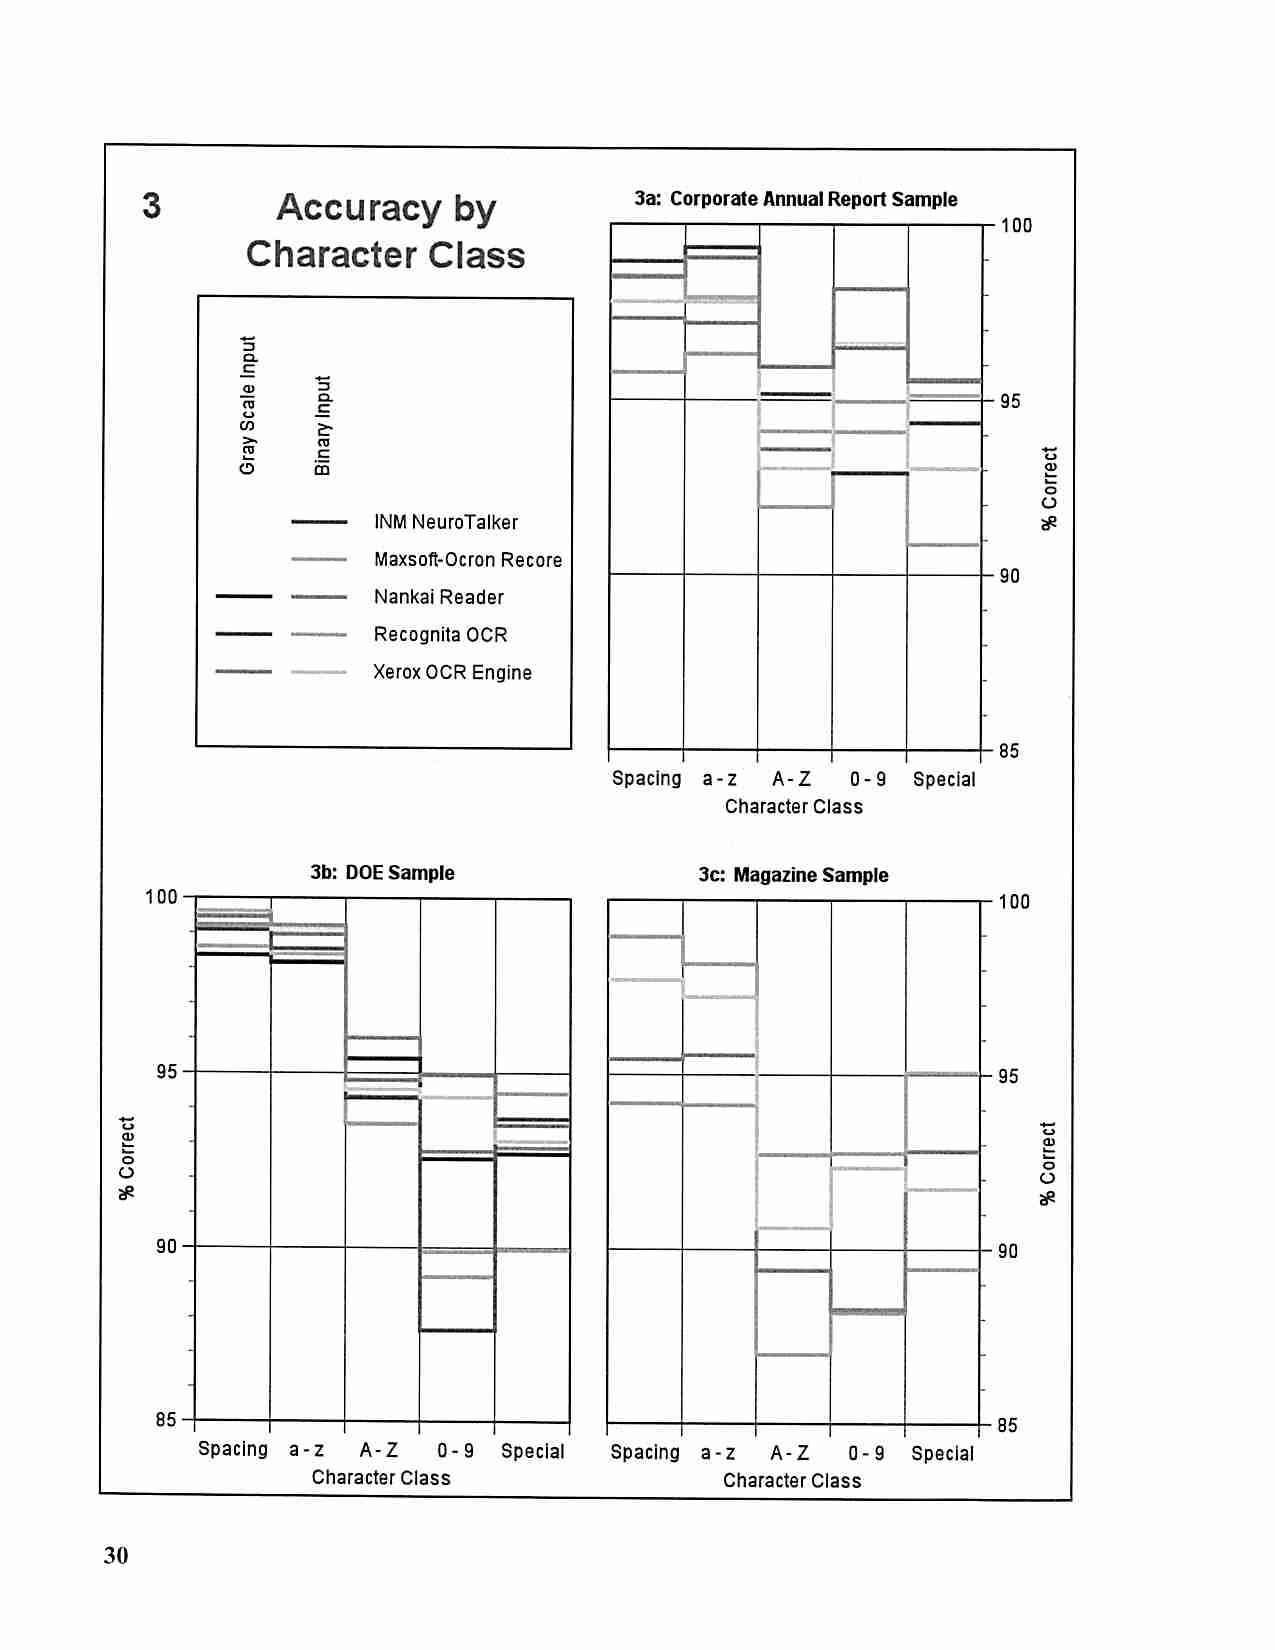 3 Accuracy by
Character Class
Gray Scale Input
Binary Input
INM NeuroTalker
Maxsoft-Ocron Recore
Nankai Reader
Recognita OCR
Xerox OCR Engine
3a: Corporate Annual Report Sample
100
95
90
85
% Correct
Spacing a-z A-Z 0-9 Special
Character Class
3b: DOE Sample
100
95
90
85
% Correct
Spacing a-z A-Z 0-9 Special
Character Class
3c: Magazine Sample
100
95
90
85
% Correct
Spacing a-z A-Z 0-9 Special
Character Class
30